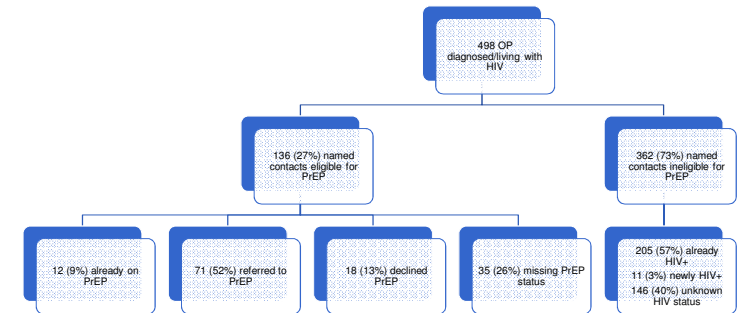 498 OP
diagnosed/living with
HIV
136 (27%) named
contacts eligible for
PrEP
362 (73%) named
contacts ineligible for
PrEP
12 (9%) already on
PrEP
71 (52%) referred to
PrEP
18 (13%) declined
PrEP
35 (26%) missing PrEP
status
205 (57%) already
HIV+
11 (3%) newly HIV+
146 (40%) unknown
HIV status